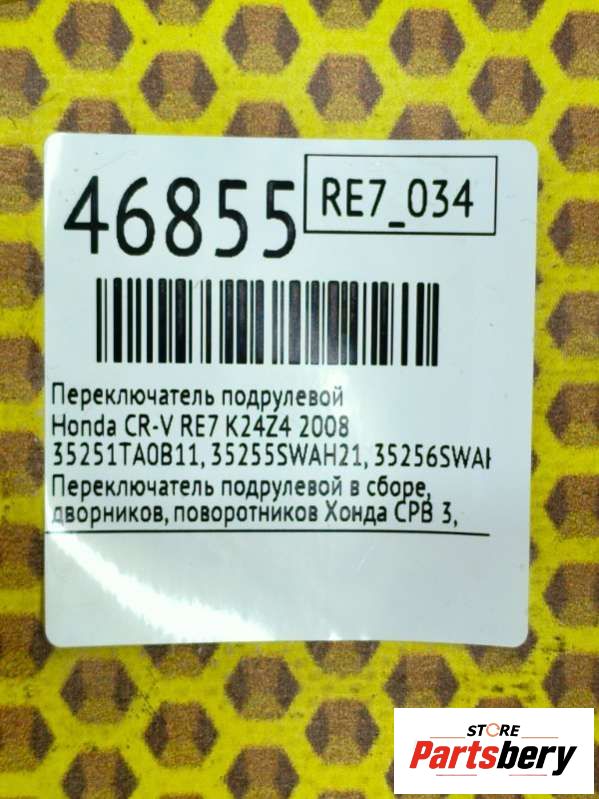 46855
RE7_034
Переключатель подрулевой
Honda CR-V RE7 K24Z4 2008
35251TA0B11, 35255SWAH21, 35256SWAH
Переключатель подрулевой в сборе,
дворников, поворотников Хонда СРВ 3,
STORE
Partsbery